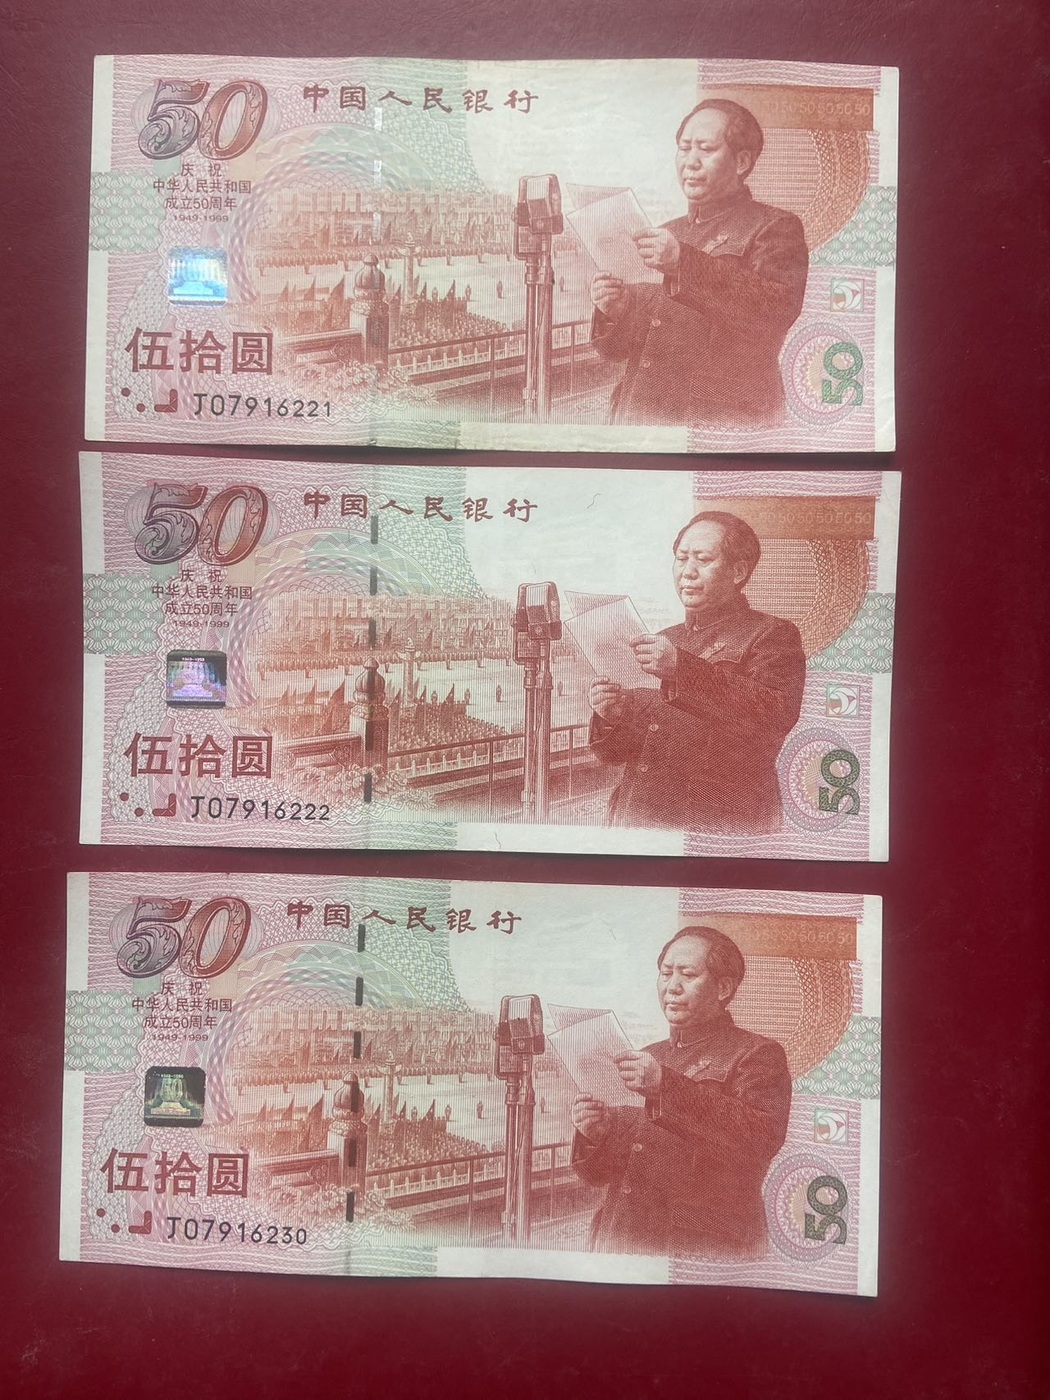 50
中国人民银行
505050505050
庆 祝
中华人民共和国
成立50周年
1949-1999
伍拾圆
J07916221
50
50
中国人民银行
庆 祝
中华人民共和国
成立50周年
1949-1999
伍拾圆
J07916222
50
50
中国人民银行
庆 祝
中华人民共和国
成立50周年
1949-1999
伍拾圆
J07916230
50